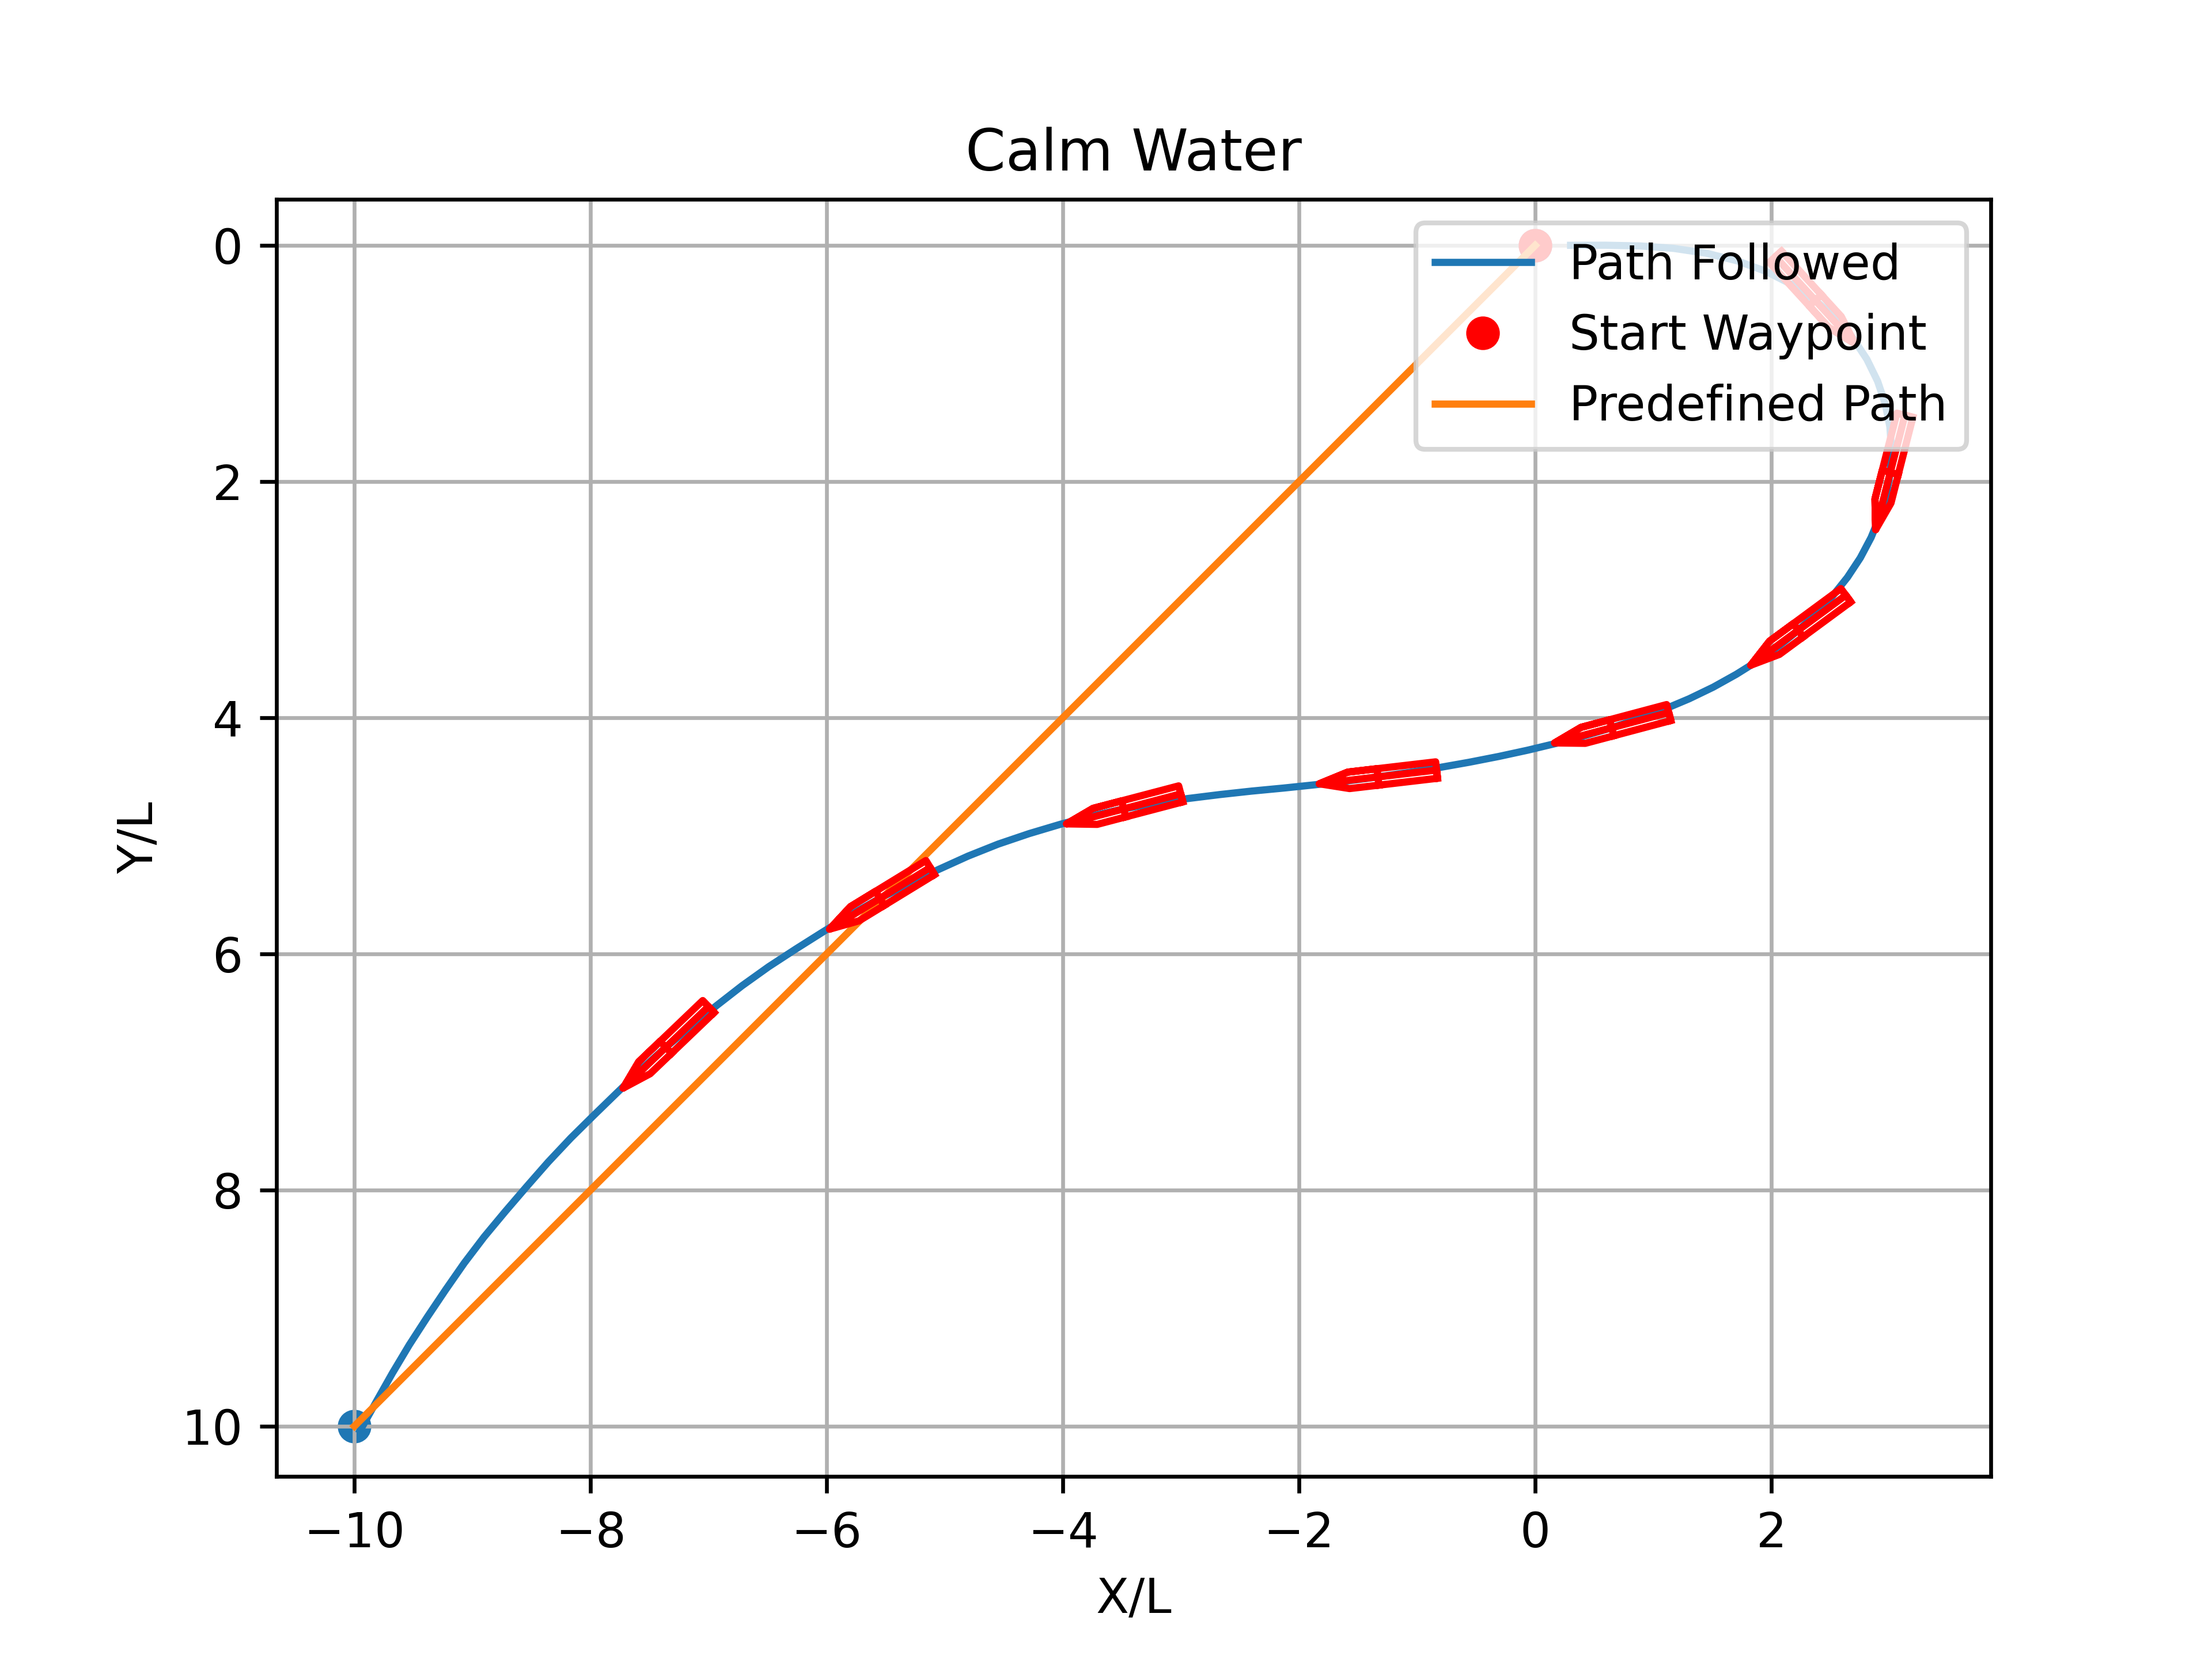 Calm Water
Path Followed
Start Waypoint
Predefined Path
0
2
4
6
8
10
Y/L
−10
−8
−6
−4
−2
0
2
X/L